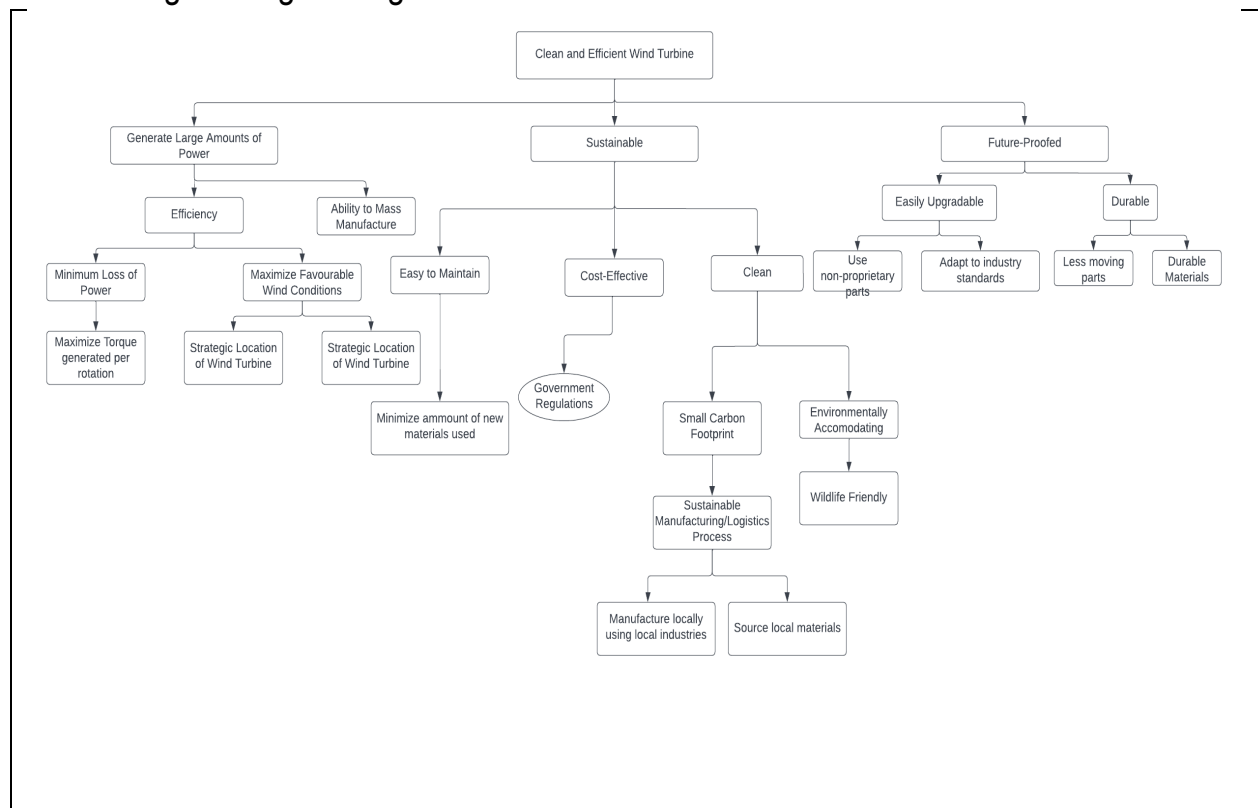 Clean and Efficient Wind Turbine
Generate Large Amounts of
Power
Sustainable
Future-Proofed
Efficiency
Ability to Mass
Manufacture
Easily Upgradable
Durable
Minimum Loss of
Power
Maximize Favourable
Wind Conditions
Easy to Maintain
Cost-Effective
Clean
Use
non-proprietary
parts
Adapt to industry
standards
Less moving
parts
Durable
Materials
Maximize Torque
generated per
rotation
Strategic Location
of Wind Turbine
Strategic Location
of Wind Turbine
Government
Regulations
Minimize ammount of new
materials used
Small Carbon
Footprint
Environmentally
Accomodating
Sustainable
Manufacturing/Logistics
Process
Wildlife Friendly
Manufacture locally
using local industries
Source local materials